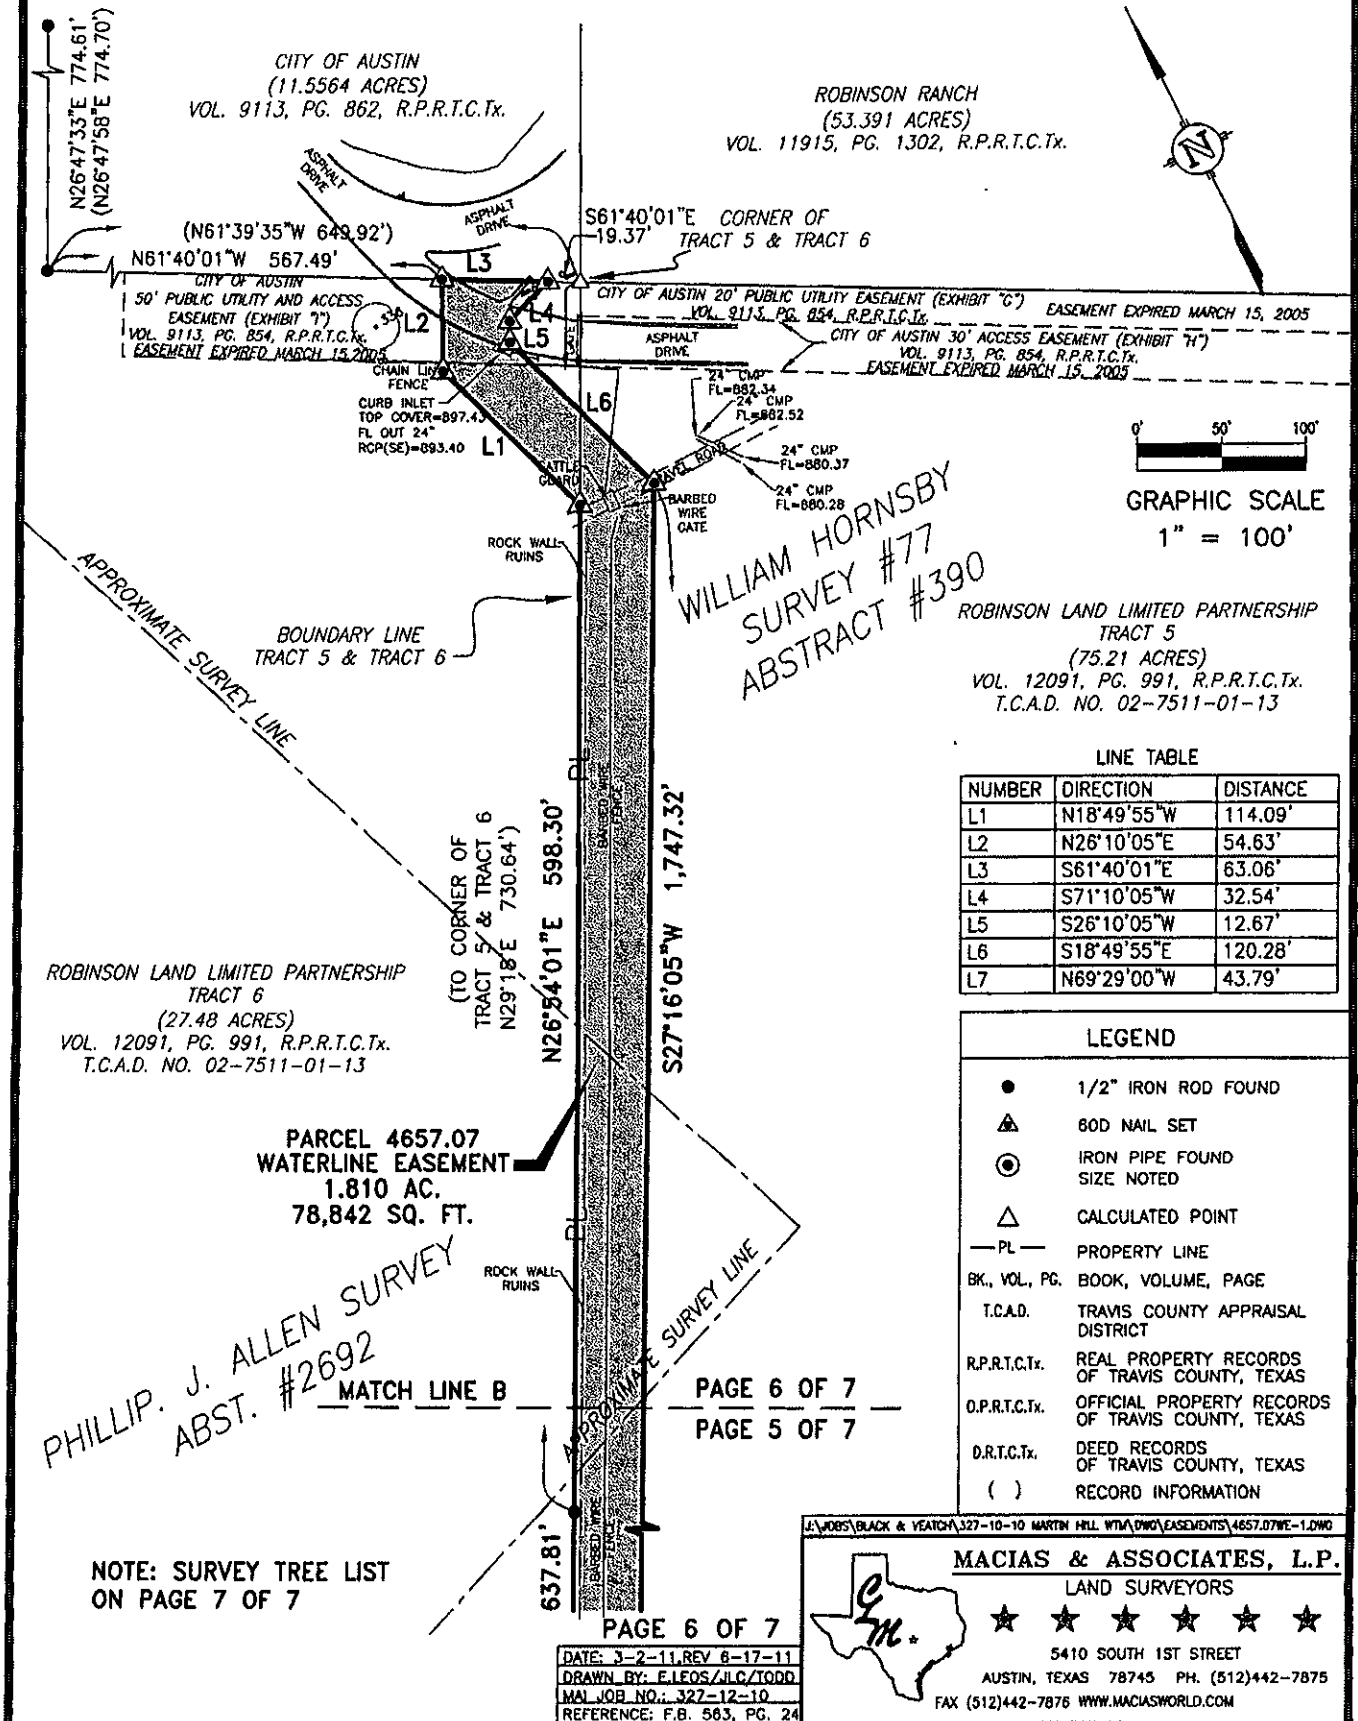 N26°47'33"E 774.61'
(N26°47'58"E 774.70')
CITY OF AUSTIN
(11.5564 ACRES)
VOL. 9113, PG. 862, R.P.R.T.C.Tx.
ROBINSON RANCH
(53.391 ACRES)
VOL. 11915, PG. 1302, R.P.R.T.C.Tx.
N
ASPHALT
DRIVE
ASPHALT
DRIVE
S61°40'01"E
19.37'
CORNER OF
TRACT 5 & TRACT 6
(N61°39'35"W 649.92')
N61°40'01"W 567.49'
L3
CITY OF AUSTIN
50' PUBLIC UTILITY AND ACCESS
EASEMENT (EXHIBIT "I")
VOL. 9113, PG. 854, R.P.R.T.C.Tx.
EASEMENT EXPIRED MARCH 15, 2005
336
L2
L4
L5
GATE
CITY OF AUSTIN 20' PUBLIC UTILITY EASEMENT (EXHIBIT "G")
VOL. 9113, PG. 854, R.P.R.T.C.Tx.
EASEMENT EXPIRED MARCH 15, 2005
ASPHALT
DRIVE
CITY OF AUSTIN 30' ACCESS EASEMENT (EXHIBIT "H")
VOL. 9113, PG. 854, R.P.R.T.C.Tx.
EASEMENT EXPIRED MARCH 15, 2005
CHAIN LINK
FENCE
CURB INLET
TOP COVER=897.43
FL OUT 24"
RCP(SE)=893.40
L1
L6
24" CMP
FL=882.34
24" CMP
FL=882.52
24" CMP
FL=880.37
24" CMP
FL=880.28
GRAVEL ROAD
CATTLE
GUARD
BARBED
WIRE
GATE
0' 50' 100'
GRAPHIC SCALE
1" = 100'
ROCK WALL
RUINS
WILLIAM HORNSBY
SURVEY #77
ABSTRACT #390
APPROXIMATE SURVEY LINE
BOUNDARY LINE
TRACT 5 & TRACT 6
ROBINSON LAND LIMITED PARTNERSHIP
TRACT 5
(75.21 ACRES)
VOL. 12091, PG. 991, R.P.R.T.C.Tx.
T.C.A.D. NO. 02-7511-01-13
PL
BARBED WIRE
FENCE
(TO CORNER OF
TRACT 5 & TRACT 6
N29°18'E 730.64')
N26°54'01"E 598.30'
S27°16'05"W 1,747.32'
LINE TABLE
NUMBER DIRECTION DISTANCE
L1 N18°49'55"W 114.09'
L2 N26°10'05"E 54.63'
L3 S61°40'01"E 63.06'
L4 S71°10'05"W 32.54'
L5 S26°10'05"W 12.67'
L6 S18°49'55"E 120.28'
L7 N69°29'00"W 43.79'
ROBINSON LAND LIMITED PARTNERSHIP
TRACT 6
(27.48 ACRES)
VOL. 12091, PG. 991, R.P.R.T.C.Tx.
T.C.A.D. NO. 02-7511-01-13
PARCEL 4657.07
WATERLINE EASEMENT
1.810 AC.
78,842 SQ. FT.
PL
ROCK WALL
RUINS
APPROXIMATE SURVEY LINE
PHILLIP. J. ALLEN SURVEY
ABST. #2692
MATCH LINE B
PAGE 6 OF 7
PAGE 5 OF 7
BARBED WIRE
FENCE
637.81'
LEGEND
1/2" IRON ROD FOUND
60D NAIL SET
IRON PIPE FOUND
SIZE NOTED
CALCULATED POINT
PL PROPERTY LINE
BK., VOL., PG. BOOK, VOLUME, PAGE
T.C.A.D. TRAVIS COUNTY APPRAISAL
DISTRICT
R.P.R.T.C.Tx. REAL PROPERTY RECORDS
OF TRAVIS COUNTY, TEXAS
O.P.R.T.C.Tx. OFFICIAL PROPERTY RECORDS
OF TRAVIS COUNTY, TEXAS
D.R.T.C.Tx. DEED RECORDS
OF TRAVIS COUNTY, TEXAS
( ) RECORD INFORMATION
NOTE: SURVEY TREE LIST
ON PAGE 7 OF 7
PAGE 6 OF 7
DATE: 3-2-11,REV 6-17-11
DRAWN BY: E.LEOS/JLC/TODD
MAI JOB NO.: 327-12-10
REFERENCE: F.B. 563, PG. 24
J:\JOBS\BLACK & VEATCH\327-10-10 MARTIN HILL WTM\DWG\EASEMENTS\4657.07WE-1.DWG
MACIAS & ASSOCIATES, L.P.
LAND SURVEYORS
5410 SOUTH 1ST STREET
AUSTIN, TEXAS 78745 PH. (512)442-7875
FAX (512)442-7876 WWW.MACIASWORLD.COM